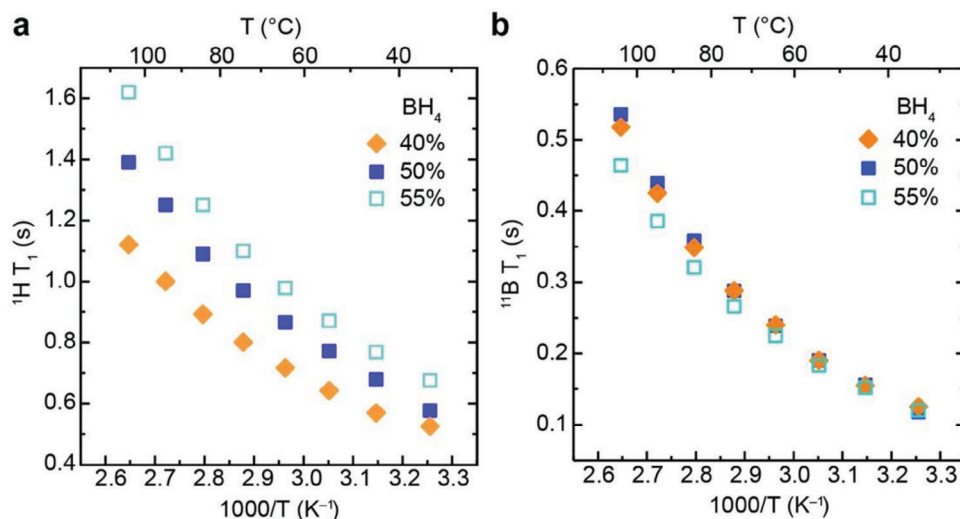 a
T (°C)
100 80 60 40
1.6
1.4
1.2
1.0
0.8
0.6
0.4
¹H T₁ (s)
BH₄
40%
50%
55%
2.6 2.7 2.8 2.9 3.0 3.1 3.2 3.3
1000/T (K⁻¹)
b
T (°C)
100 80 60 40
0.6
0.5
0.4
0.3
0.2
0.1
¹¹B T₁ (s)
BH₄
40%
50%
55%
2.6 2.7 2.8 2.9 3.0 3.1 3.2 3.3
1000/T (K⁻¹)